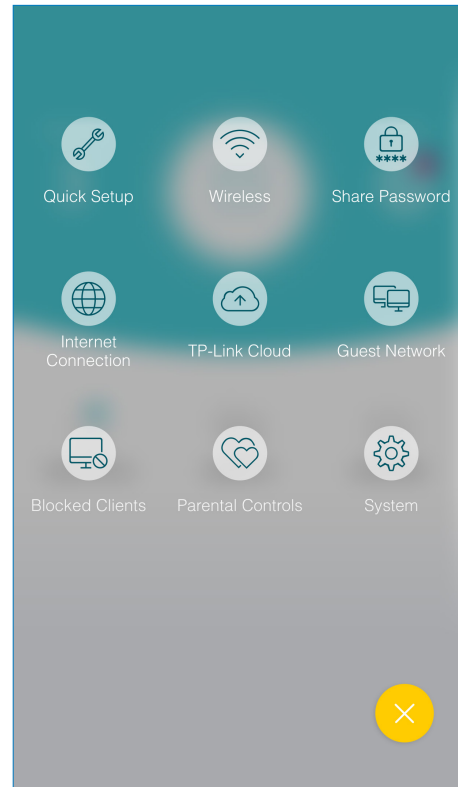 ****
Quick Setup
Wireless
Share Password
Internet
Connection
TP-Link Cloud
Guest Network
Blocked Clients
Parental Controls
System